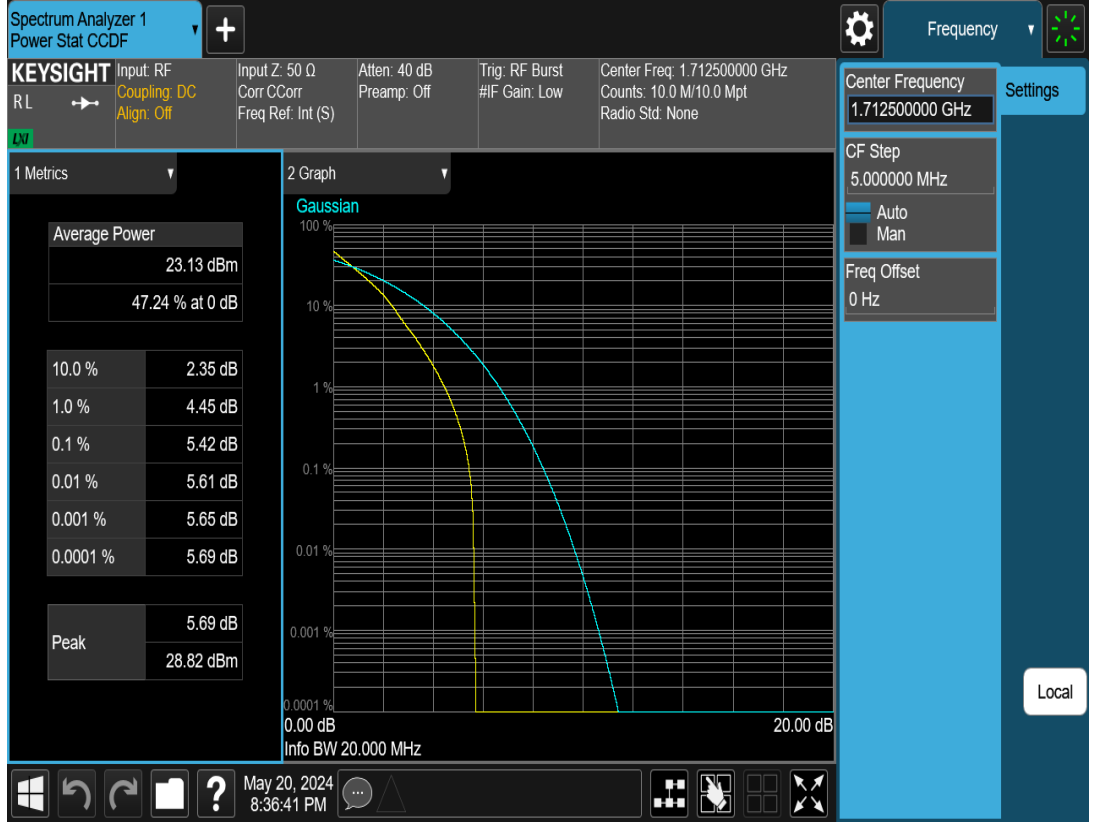 Spectrum Analyzer 1
Power Stat CCDF
+
Frequency
KEYSIGHT
RL
LXI
Input: RF
Coupling: DC
Align: Off
Input Z: 50 Ω
Corr CCorr
Freq Ref: Int (S)
Atten: 40 dB
Preamp: Off
Trig: RF Burst
#IF Gain: Low
Center Freq: 1.712500000 GHz
Counts: 10.0 M/10.0 Mpt
Radio Std: None
Center Frequency
1.712500000 GHz
Settings
CF Step
5.000000 MHz
Auto
Man
Freq Offset
0 Hz
Local
1 Metrics
Average Power
23.13 dBm
47.24 % at 0 dB
10.0 % 2.35 dB
1.0 % 4.45 dB
0.1 % 5.42 dB
0.01 % 5.61 dB
0.001 % 5.65 dB
0.0001 % 5.69 dB
Peak 5.69 dB
28.82 dBm
2 Graph
Gaussian
100 %
10 %
1 %
0.1 %
0.01 %
0.001 %
0.0001 %
0.00 dB 20.00 dB
Info BW 20.000 MHz
?
May 20, 2024
8:36:41 PM